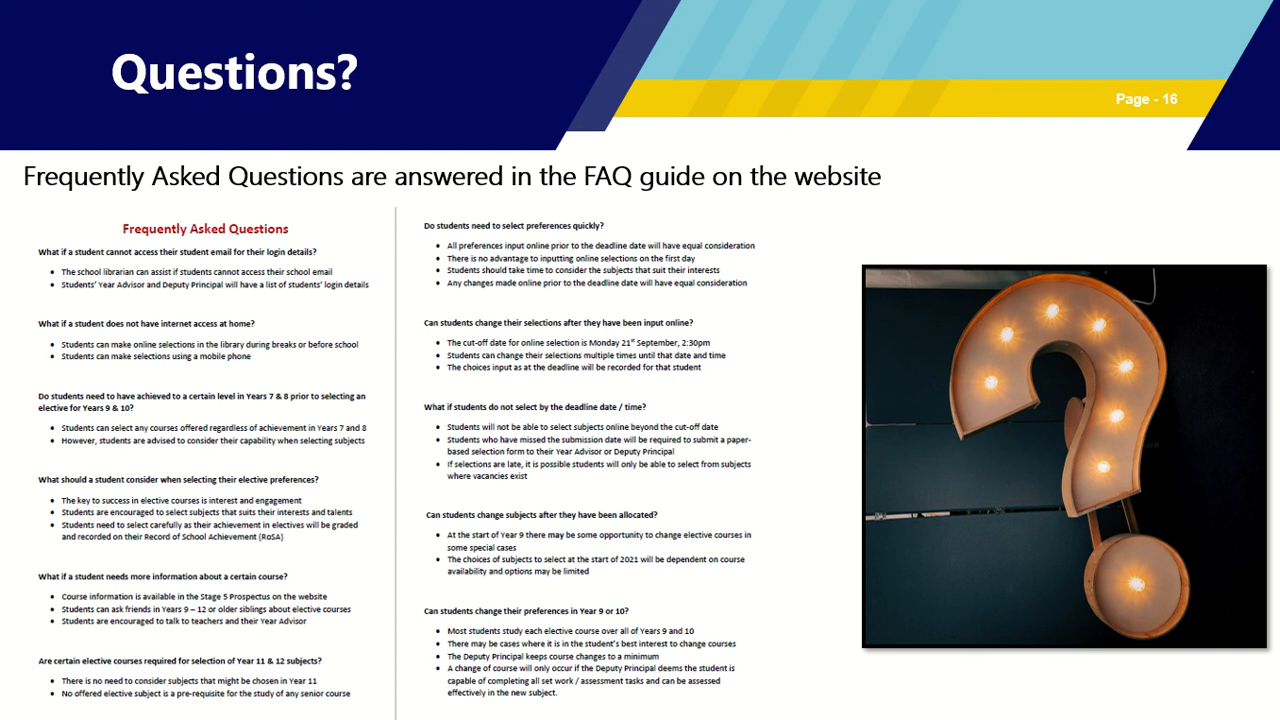 Questions?
Page - 16
Frequently Asked Questions are answered in the FAQ guide on the website
Frequently Asked Questions
What if a student cannot access their student email for their login details?
• The school librarian can assist if students cannot access their school email
• Students' Year Advisor and Deputy Principal will have a list of students' login details
What if a student does not have internet access at home?
• Students can make online selections in the library during breaks or before school
• Students can make selections using a mobile phone
Do students need to have achieved to a certain level in Years 7 & 8 prior to selecting an
elective for Years 9 & 10?
• Students can select any courses offered regardless of achievement in Years 7 and 8
• However, students are advised to consider their capability when selecting subjects
What should a student consider when selecting their elective preferences?
• The key to success in elective courses is interest and engagement
• Students are encouraged to select subjects that suits their interests and talents
• Students need to select carefully as their achievement in electives will be graded
and recorded on their Record of School Achievement (RoSA)
What if a student needs more information about a certain course?
• Course information is available in the Stage 5 Prospectus on the website
• Students can ask friends in Years 9 – 12 or older siblings about elective courses
• Students are encouraged to talk to teachers and their Year Advisor
Are certain elective courses required for selection of Year 11 & 12 subjects?
• There is no need to consider subjects that might be chosen in Year 11
• No offered elective subject is a pre-requisite for the study of any senior course
Do students need to select preferences quickly?
• All preferences input online prior to the deadline date will have equal consideration
• There is no advantage to inputting online selections on the first day
• Students should take time to consider the subjects that suit their interests
• Any changes made online prior to the deadline date will have equal consideration
Can students change their selections after they have been input online?
• The cut-off date for online selection is Monday 21st September, 2:30pm
• Students can change their selections multiple times until that date and time
• The choices input as at the deadline will be recorded for that student
What if students do not select by the deadline date / time?
• Students will not be able to select subjects online beyond the cut-off date
• Students who have missed the submission date will be required to submit a paper-
based selection form to their Year Advisor or Deputy Principal
• If selections are late, it is possible students will only be able to select from subjects
where vacancies exist
Can students change subjects after they have been allocated?
• At the start of Year 9 there may be some opportunity to change elective courses in
some special cases
• The choices of subjects to select at the start of 2021 will be dependent on course
availability and options may be limited
Can students change their preferences in Year 9 or 10?
• Most students study each elective course over all of Years 9 and 10
• There may be cases where it is in the student's best interest to change courses
• The Deputy Principal keeps course changes to a minimum
• A change of course will only occur if the Deputy Principal deems the student is
capable of completing all set work / assessment tasks and can be assessed
effectively in the new subject.